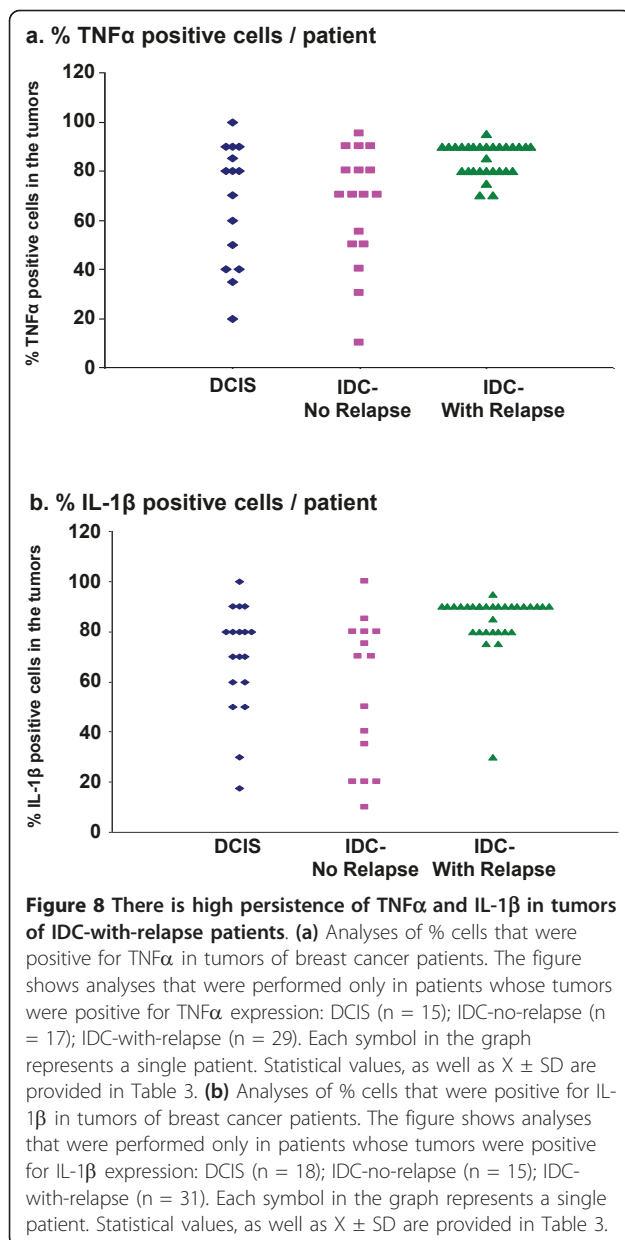 a. % TNFα positive cells / patient
% TNFα positive cells in the tumors
120
100
80
60
40
20
0
DCIS
IDC-
No Relapse
IDC-
With Relapse
b. % IL-1β positive cells / patient
% IL-1β positive cells in the tumors
120
100
80
60
40
20
0
DCIS
IDC-
No Relapse
IDC-
With Relapse
Figure 8 There is high persistence of TNFα and IL-1β in tumors
of IDC-with-relapse patients. (a) Analyses of % cells that were
positive for TNFα in tumors of breast cancer patients. The figure
shows analyses that were performed only in patients whose tumors
were positive for TNFα expression: DCIS (n = 15); IDC-no-relapse (n
= 17); IDC-with-relapse (n = 29). Each symbol in the graph
represents a single patient. Statistical values, as well as X ± SD are
provided in Table 3. (b) Analyses of % cells that were positive for IL-
1β in tumors of breast cancer patients. The figure shows analyses
that were performed only in patients whose tumors were positive
for IL-1β expression: DCIS (n = 18); IDC-no-relapse (n = 15); IDC-
with-relapse (n = 31). Each symbol in the graph represents a single
patient. Statistical values, as well as X ± SD are provided in Table 3.